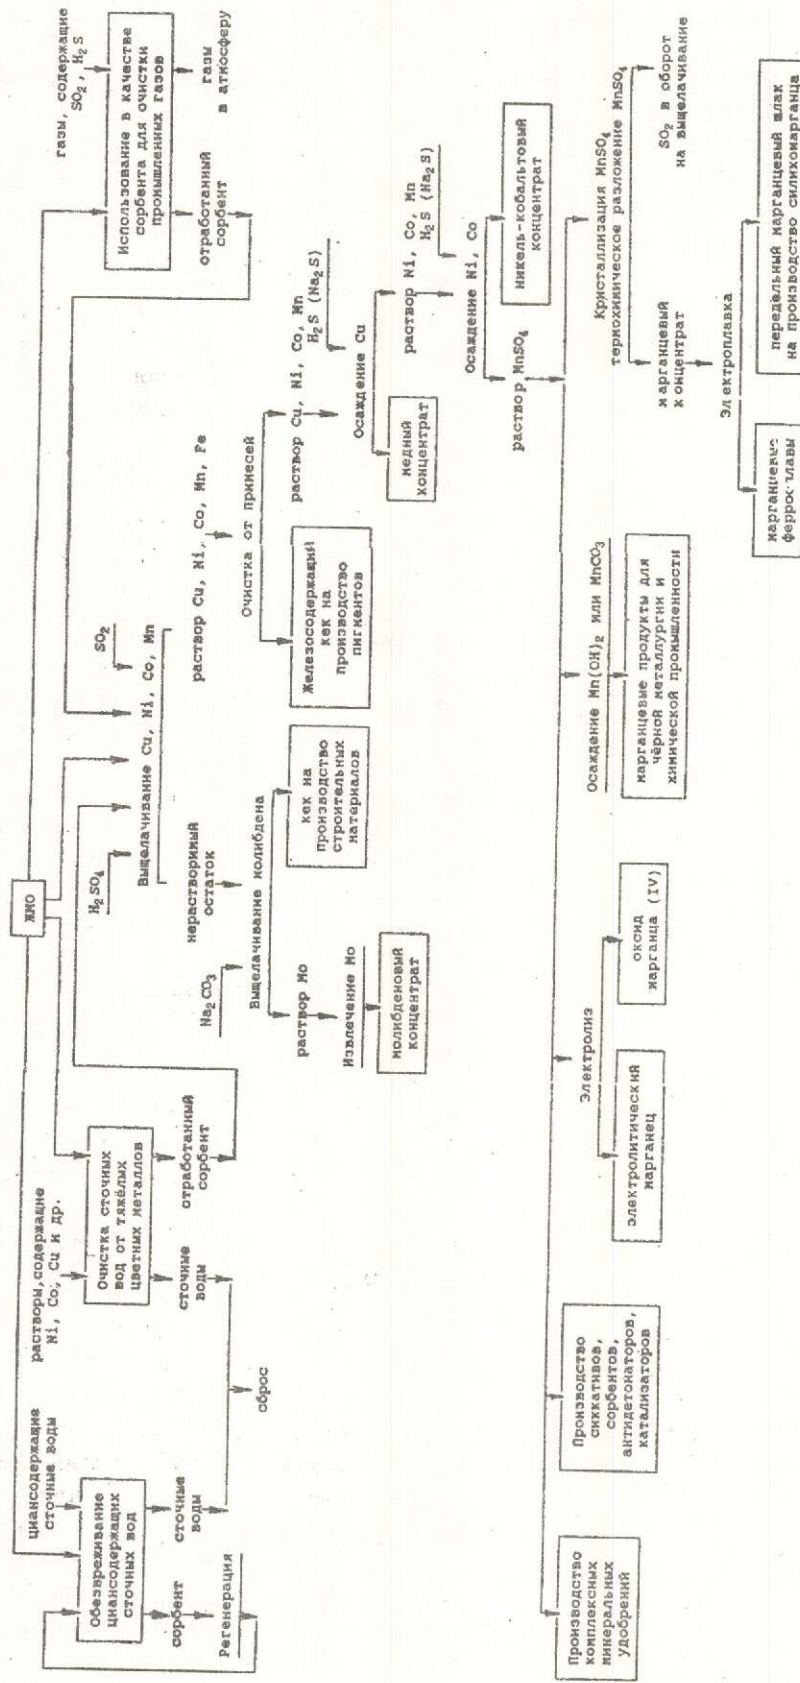 ЖМО
газы, содержащие
SO2, H2S
Использование в качестве
сорбента для очистки
промышленных газов
газы
в атмосферу
отработанный
сорбент
растворы, содержащие
Ni, Co, Cu и др.
Очистка сточных
вод от тяжёлых
цветных металлов
сточные
воды
отработанный
сорбент
циансодержащие
сточные воды
Обезвреживание
циансодержащих
сточных вод
сорбент
сточные
воды
Регенерация
сброс
H2SO4
SO2
Выщелачивание Cu, Ni, Co, Mn
нерастворимый
остаток
раствор Cu, Ni, Co, Mn, Fe
Na2CO3
Выщелачивание молибдена
раствор Mo
Извлечение Mo
молибденовый
концентрат
кек на
производство
строительных
материалов
Очистка от примесей
Железосодержащий
кек на
производство
пигментов
раствор Cu, Ni, Co, Mn
H2S (Na2S)
Осаждение Cu
медный
концентрат
раствор Ni, Co, Mn
H2S (Na2S)
Осаждение Ni, Co
раствор MnSO4
никель-кобальтовый
концентрат
Производство
комплексных
минеральных
удобрений
Производство
сиккативов,
сорбентов,
антидетонаторов,
катализаторов
Электролиз
электролитический
марганец
оксид
марганца (IV)
Осаждение Mn(OH)2 или MnCO3
марганцевые продукты для
чёрной металлургии и
химической промышленности
Кристаллизация MnSO4
термохимическое разложение MnSO4
марганцевый
концентрат
SO2 в оборот
на выщелачивание
Электроплавка
марганцевые
ферросплавы
передельный марганцевый шлак
на производство силикомарганца